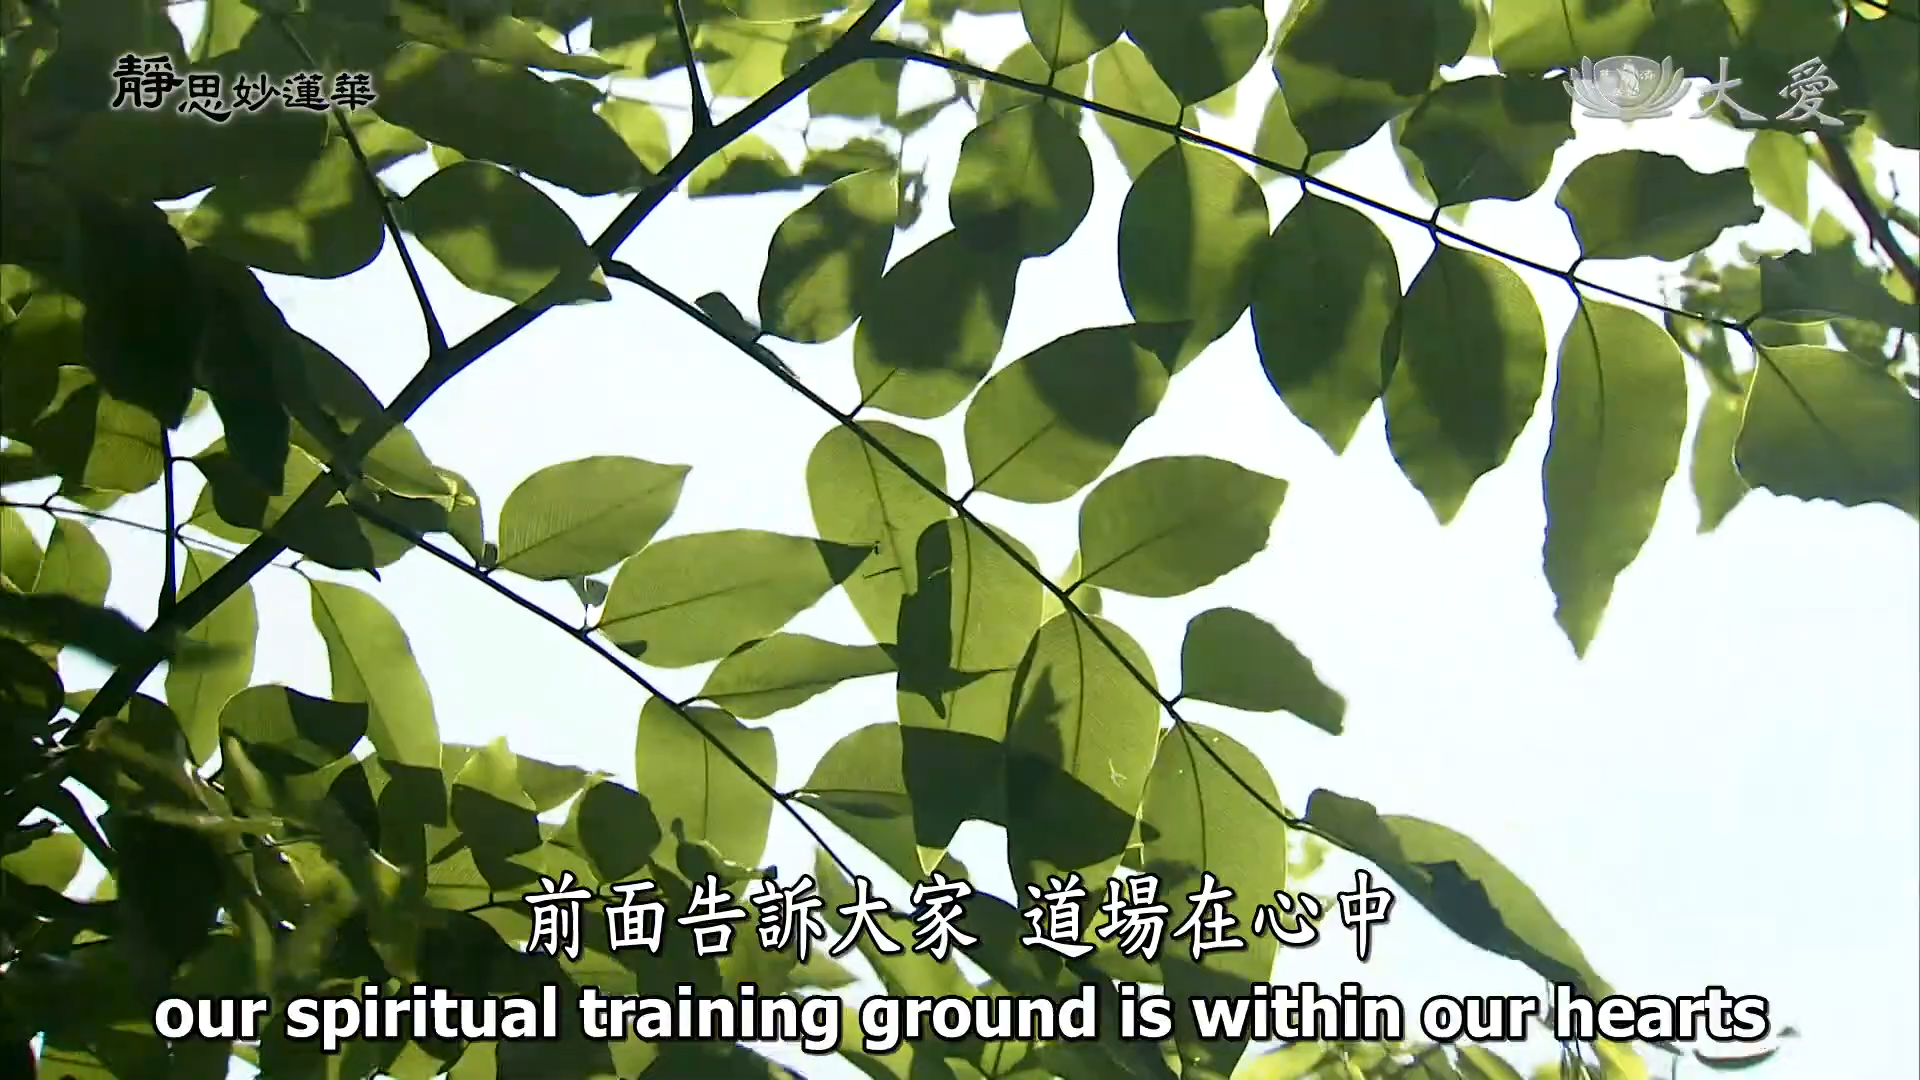 靜思妙蓮華
大愛
前面告訴大家 道場在心中
our spiritual training ground is within our hearts